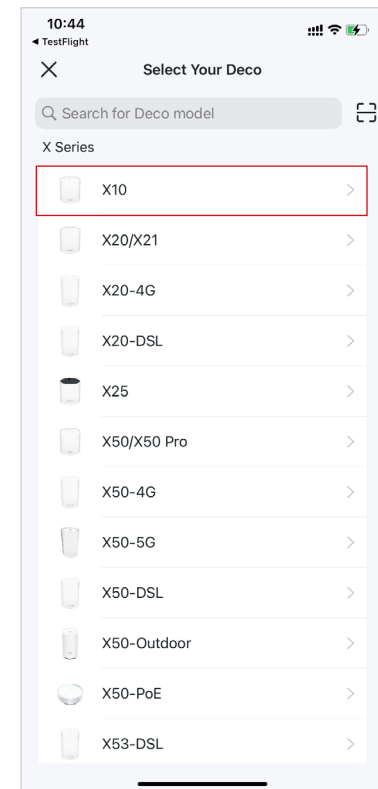 10:44
◀ TestFlight
Select Your Deco
Search for Deco model
X Series
X10
X20/X21
X20-4G
X20-DSL
X25
X50/X50 Pro
X50-4G
X50-5G
X50-DSL
X50-Outdoor
X50-PoE
X53-DSL